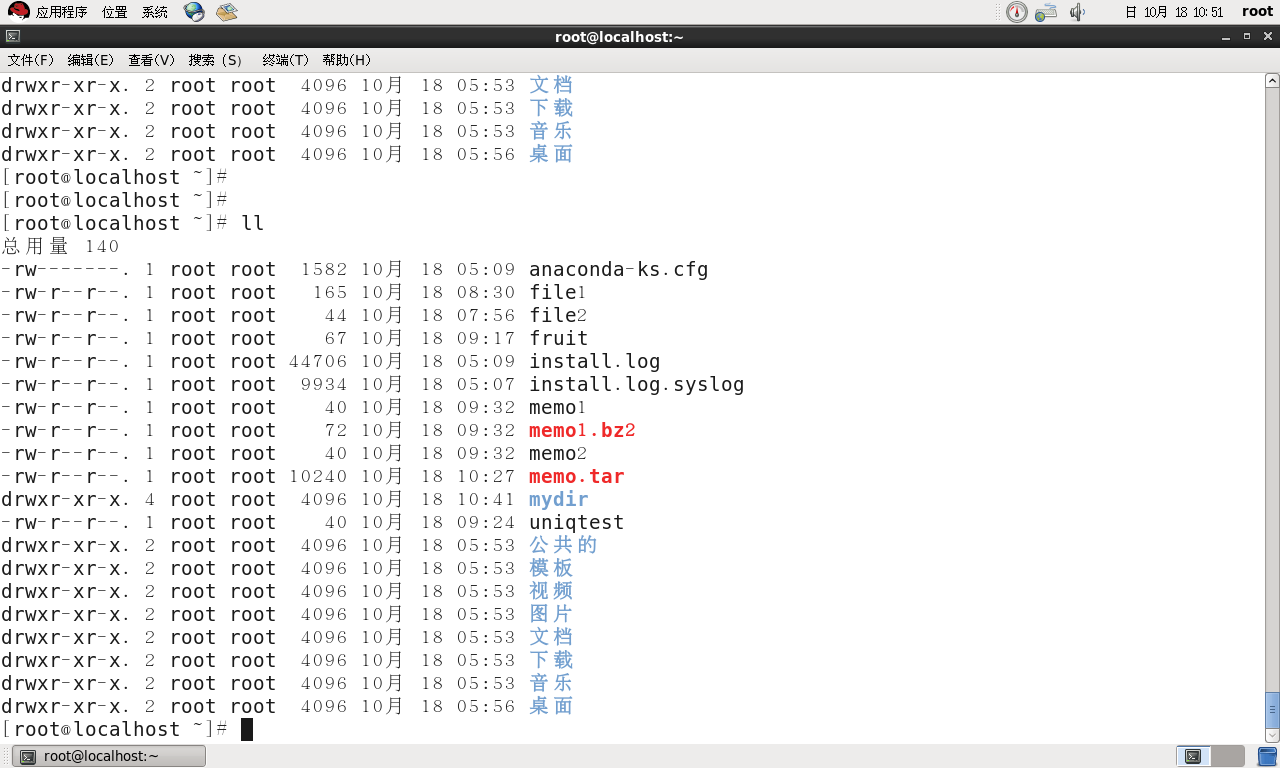 应用程序 位置 系统 日 10月 18 10:51 root
root@localhost:~
文件(F) 编辑(E) 查看(V) 搜索 (S) 终端(T) 帮助(H)
drwxr-xr-x. 2 root root  4096 10月 18 05:53 文档
drwxr-xr-x. 2 root root  4096 10月 18 05:53 下载
drwxr-xr-x. 2 root root  4096 10月 18 05:53 音乐
drwxr-xr-x. 2 root root  4096 10月 18 05:56 桌面
[root@localhost ~]#
[root@localhost ~]#
[root@localhost ~]# ll
总用量 140
-rw-------. 1 root root  1582 10月 18 05:09 anaconda-ks.cfg
-rw-r--r--. 1 root root   165 10月 18 08:30 file1
-rw-r--r--. 1 root root    44 10月 18 07:56 file2
-rw-r--r--. 1 root root    67 10月 18 09:17 fruit
-rw-r--r--. 1 root root 44706 10月 18 05:09 install.log
-rw-r--r--. 1 root root  9934 10月 18 05:07 install.log.syslog
-rw-r--r--. 1 root root    40 10月 18 09:32 memo1
-rw-r--r--. 1 root root    72 10月 18 09:32 memo1.bz2
-rw-r--r--. 1 root root    40 10月 18 09:32 memo2
-rw-r--r--. 1 root root 10240 10月 18 10:27 memo.tar
drwxr-xr-x. 4 root root  4096 10月 18 10:41 mydir
-rw-r--r--. 1 root root    40 10月 18 09:24 uniqtest
drwxr-xr-x. 2 root root  4096 10月 18 05:53 公共的
drwxr-xr-x. 2 root root  4096 10月 18 05:53 模板
drwxr-xr-x. 2 root root  4096 10月 18 05:53 视频
drwxr-xr-x. 2 root root  4096 10月 18 05:53 图片
drwxr-xr-x. 2 root root  4096 10月 18 05:53 文档
drwxr-xr-x. 2 root root  4096 10月 18 05:53 下载
drwxr-xr-x. 2 root root  4096 10月 18 05:53 音乐
drwxr-xr-x. 2 root root  4096 10月 18 05:56 桌面
[root@localhost ~]#
root@localhost:~